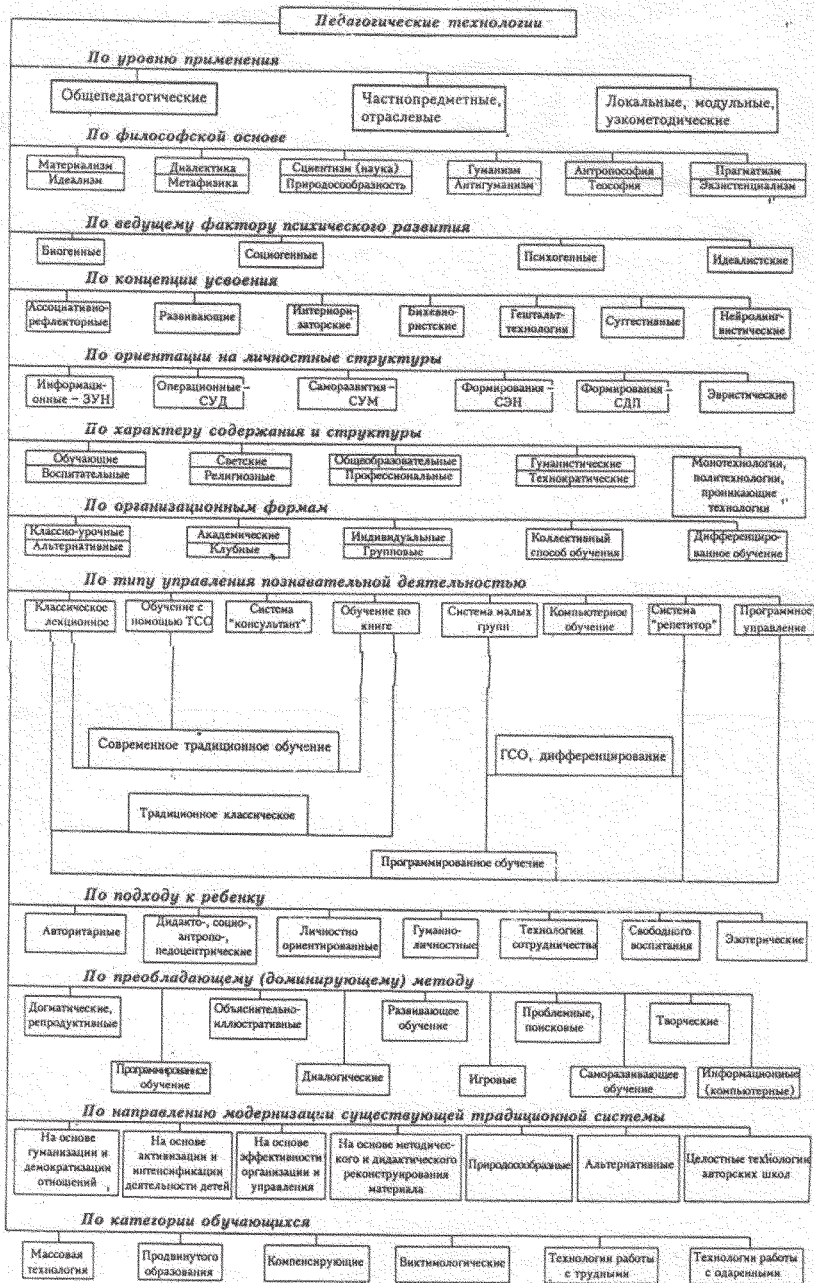 Педагогические технологии
По уровню применения
Общепедагогические
Частнопредметные,
отраслевые
Локальные, модульные,
узкометодические
По философской основе
Материализм
Идеализм
Диалектика
Метафизика
Сциентизм (наука)
Природосообразность
Гуманизм
Антигуманизм
Антропософия
Теософия
Прагматизм
Экзистенциализм
По ведущему фактору психического развития
Биогенные
Социогенные
Психогенные
Идеалистские
По концепции усвоения
Ассоциативно-
рефлекторные
Развивающие
Интериори-
заторские
Бихевио-
ристские
Гештальт-
технологии
Суггестивные
Нейролинг-
вистические
По ориентации на личностные структуры
Информаци-
онные – ЗУН
Операционные –
СУД
Саморазвития –
СУМ
Формирования –
СЭН
Формирования –
СДП
Эвристические
По характеру содержания и структуры
Обучающие
Воспитательные
Светские
Религиозные
Общеобразовательные
Профессиональные
Гуманистические
Технократические
Монотехнологии,
политехнологии,
проникающие
технологии
По организационным формам
Классно-урочные
Альтернативные
Академические
Клубные
Индивидуальные
Групповые
Коллективный
способ обучения
Дифференциро-
ванное обучение
По типу управления познавательной деятельностью
Классическое
лекционное
Обучение с
помощью ТСО
Система
"консультант"
Обучение по
книге
Система малых
групп
Компьютерное
обучение
Система
"репетитор"
Программное
управление
Современное традиционное обучение
ГСО, дифференцирование
Традиционное классическое
Программированное обучение
По подходу к ребенку
Авторитарные
Дидакто-, социо-,
антропо-,
педоцентрические
Личностно
ориентированные
Гуманно-
личностные
Технологии
сотрудничества
Свободного
воспитания
Эзотерические
По преобладающему (доминирующему) методу
Догматические,
репродуктивные
Объяснительно-
иллюстративные
Развивающее
обучение
Проблемные,
поисковые
Творческие
Программированное
обучение
Диалогические
Игровые
Саморазвивающее
обучение
Информационные
(компьютерные)
По направлению модернизации существующей традиционной системы
На основе
гуманизации и
демократизации
отношений
На основе
активизации и
интенсификации
деятельности детей
На основе
эффективности
организации и
управления
На основе методичес-
кого и дидактического
реконструирования
материала
Природосообразные
Альтернативные
Целостные технологии
авторских школ
По категории обучающихся
Массовая
технология
Продвинутого
образования
Компенсирующие
Виктимологические
Технологии работы
с трудными
Технологии работы
с одаренными